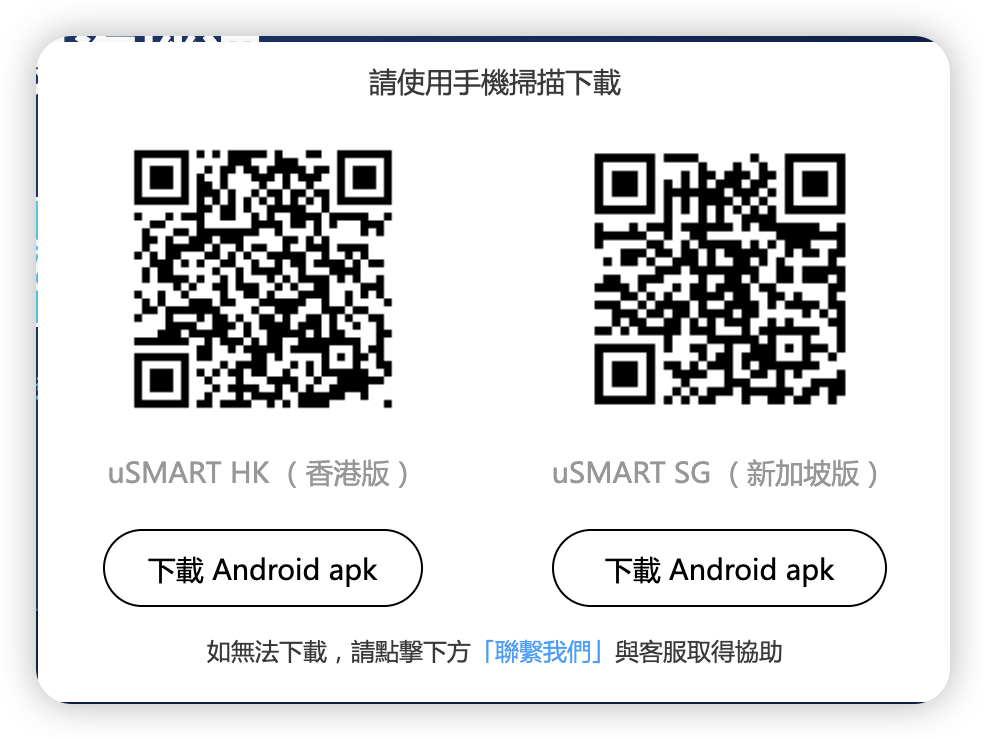 請使用手機掃描下載
uSMART HK（香港版）
uSMART SG（新加坡版）
下載 Android apk
下載 Android apk
如無法下載，請點擊下方「聯繫我們」與客服取得協助